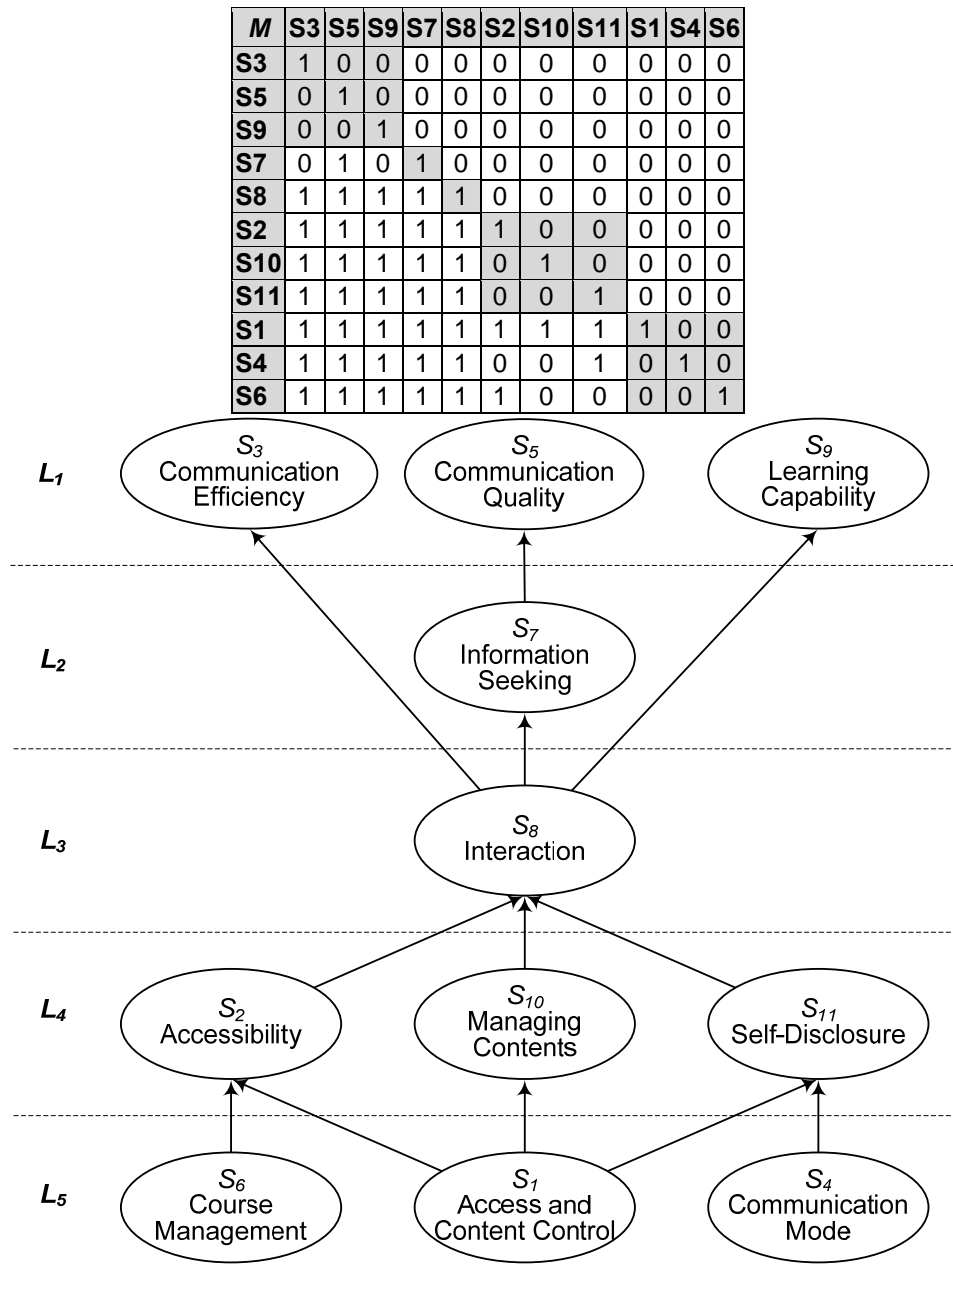 M S3 S5 S9 S7 S8 S2 S10 S11 S1 S4 S6
S3 1 0 0 0 0 0 0 0 0 0 0
S5 0 1 0 0 0 0 0 0 0 0 0
S9 0 0 1 0 0 0 0 0 0 0 0
S7 0 1 0 1 0 0 0 0 0 0 0
S8 1 1 1 1 1 0 0 0 0 0 0
S2 1 1 1 1 1 1 0 0 0 0 0
S10 1 1 1 1 1 0 1 0 0 0 0
S11 1 1 1 1 1 0 0 1 0 0 0
S1 1 1 1 1 1 1 1 1 1 0 0
S4 1 1 1 1 1 0 0 1 0 1 0
S6 1 1 1 1 1 1 0 0 0 0 1
L1
S3
Communication
Efficiency
S5
Communication
Quality
S9
Learning
Capability
L2
S7
Information
Seeking
L3
S8
Interaction
L4
S2
Accessibility
S10
Managing
Contents
S11
Self-Disclosure
L5
S6
Course
Management
S1
Access and
Content Control
S4
Communication
Mode